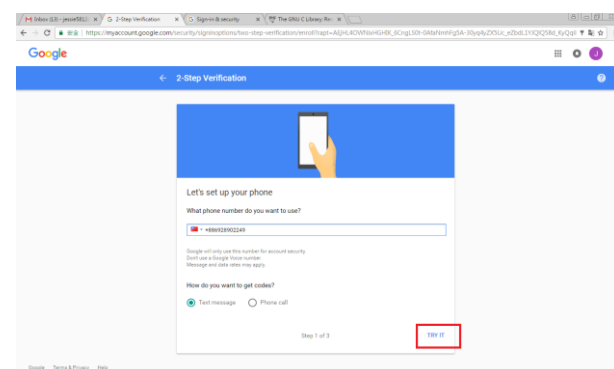 Inbox (13) - jessie5812
2-Step Verification
Sign-in & security
The GNU C Library: Re
https://myaccount.google.com/security/signinoptions/two-step-verification/enroll?rapt=
Google
J
2-Step Verification
Let's set up your phone
What phone number do you want to use?
+886928902249
Google will only use this number for account security.
Don't use a Google Voice number.
Message and data rates may apply.
How do you want to get codes?
Text message Phone call
Step 1 of 3
TRY IT
Google Terms & Privacy Help